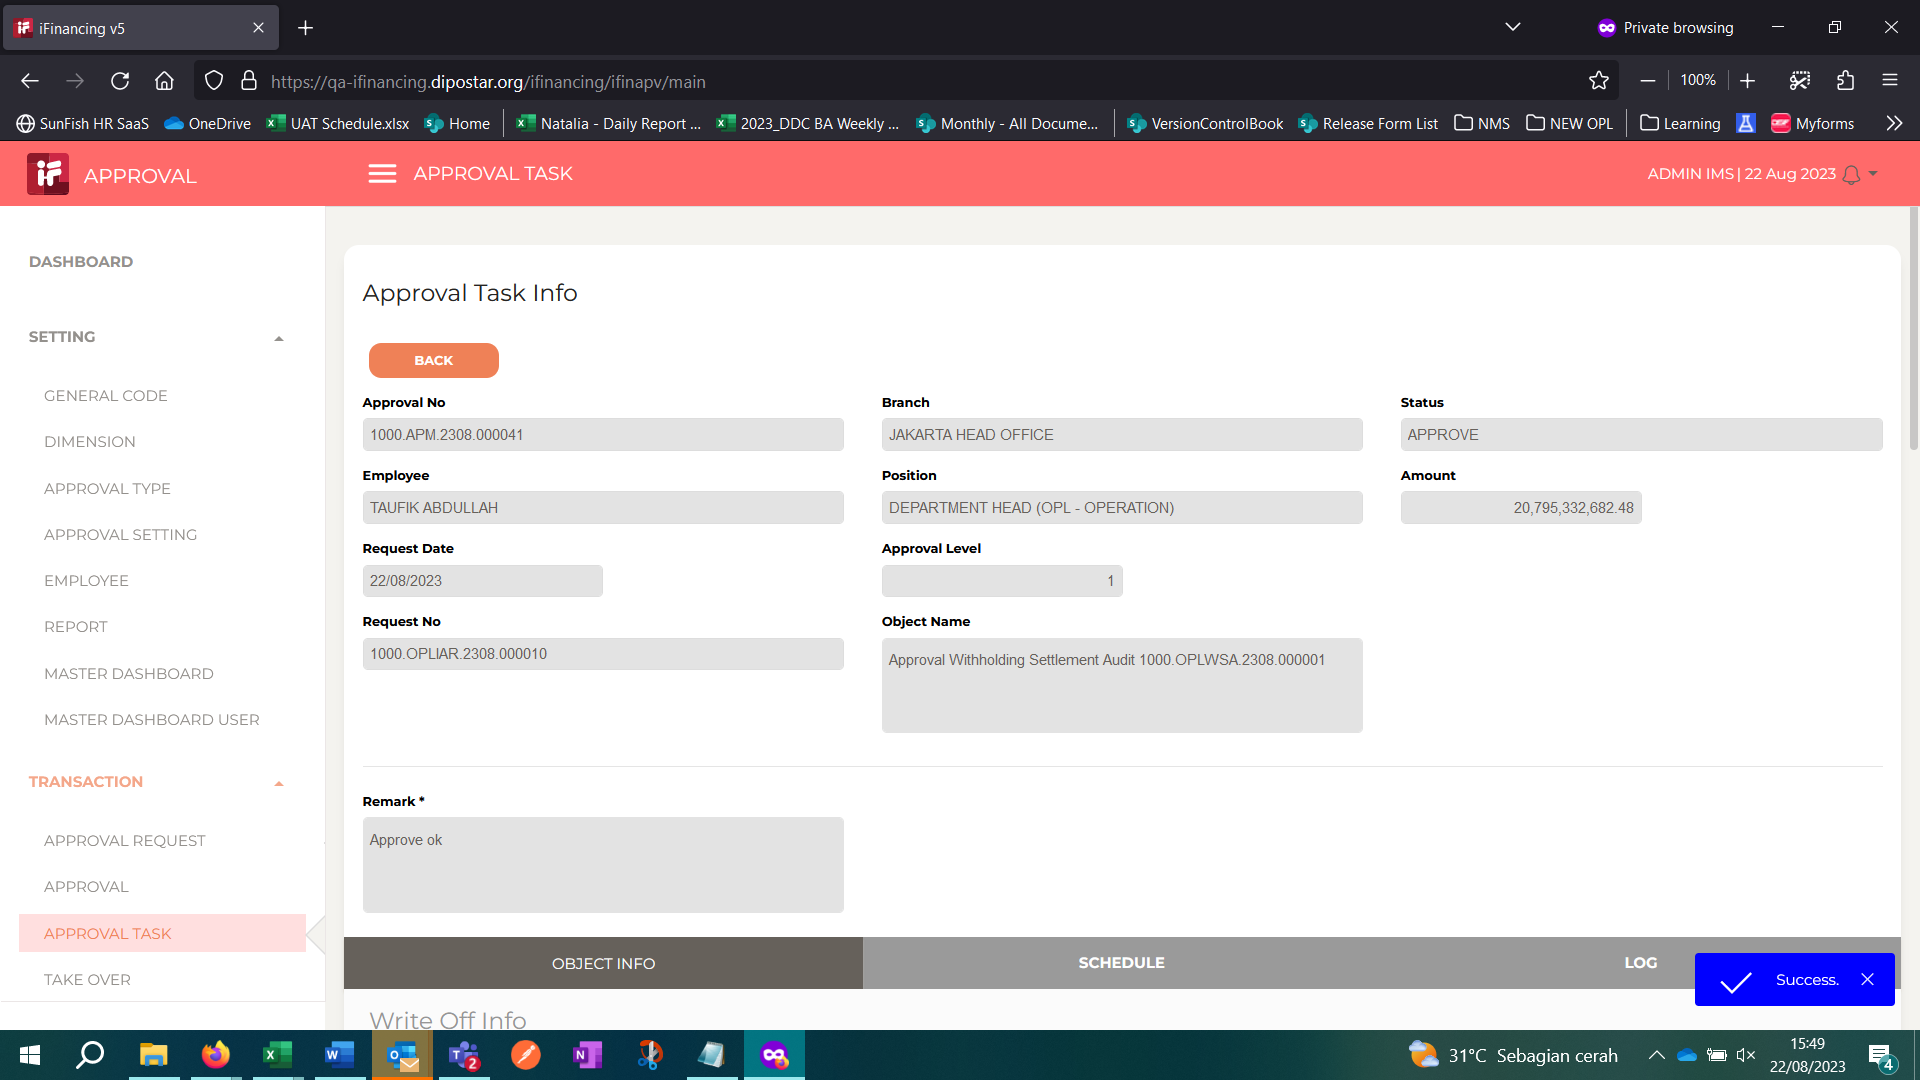 iFinancing v5
Private browsing
https://qa-ifinancing.dipostar.org/ifinancing/ifinapv/main
100%
SunFish HR SaaS
OneDrive
UAT Schedule.xlsx
Home
Natalia - Daily Report ...
2023_DDC BA Weekly ...
Monthly - All Docume...
VersionControlBook
Release Form List
NMS
NEW OPL
Learning
Myforms
iF
APPROVAL
APPROVAL TASK
ADMIN IMS | 22 Aug 2023
DASHBOARD
SETTING
GENERAL CODE
DIMENSION
APPROVAL TYPE
APPROVAL SETTING
EMPLOYEE
REPORT
MASTER DASHBOARD
MASTER DASHBOARD USER
TRANSACTION
APPROVAL REQUEST
APPROVAL
APPROVAL TASK
TAKE OVER
Approval Task Info
BACK
Approval No
1000.APM.2308.000041
Branch
JAKARTA HEAD OFFICE
Status
APPROVE
Employee
TAUFIK ABDULLAH
Position
DEPARTMENT HEAD (OPL - OPERATION)
Amount
20,795,332,682.48
Request Date
22/08/2023
Approval Level
1
Request No
1000.OPLIAR.2308.000010
Object Name
Approval Withholding Settlement Audit 1000.OPLWSA.2308.000001
Remark *
Approve ok
OBJECT INFO
SCHEDULE
LOG
Success.
Write Off Info
31°C Sebagian cerah
15:49
22/08/2023
2
4